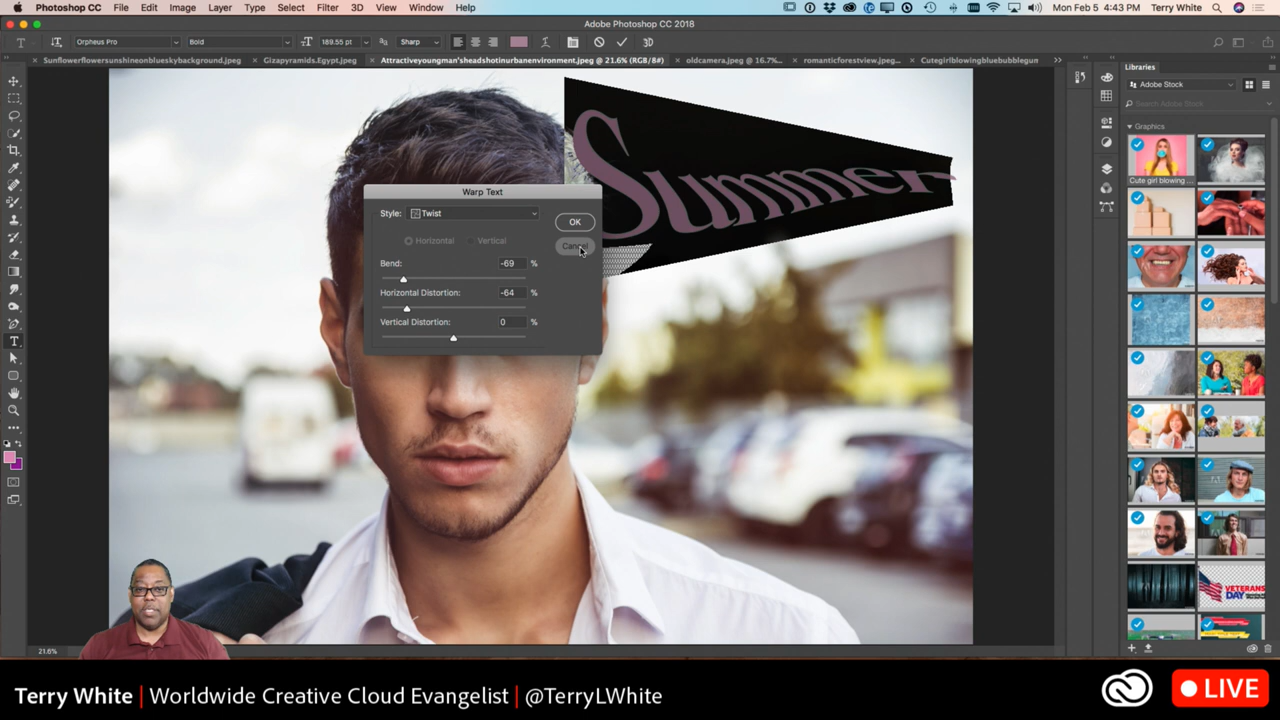 Photoshop CC File Edit Image Layer Type Select Filter 3D View Window Help
Mon Feb 5 4:43 PM Terry White
Adobe Photoshop CC 2018
Orpheus Pro Bold 189.55 pt Sharp 3D
Sunflowerflowersunshineonblueskybackground.jpeg Gizapyramids.Egypt.jpeg Attractiveyoungman'sheadshotinurbanenvironment.jpeg @ 21.6% (RGB/8#) oldcamera.jpeg @ 16.7%... romanticforestview.jpeg... Cutegirlblowingbluebubblegun
Libraries
Adobe Stock
Search Adobe Stock
Graphics
Cute girl blowing ...
Summer
Warp Text
Style: Twist
OK
Horizontal Vertical
Cancel
Bend: -69 %
Horizontal Distortion: -64 %
Vertical Distortion: 0 %
VETERANS
DAY
21.6%
Terry White | Worldwide Creative Cloud Evangelist | @TerryLWhite
LIVE